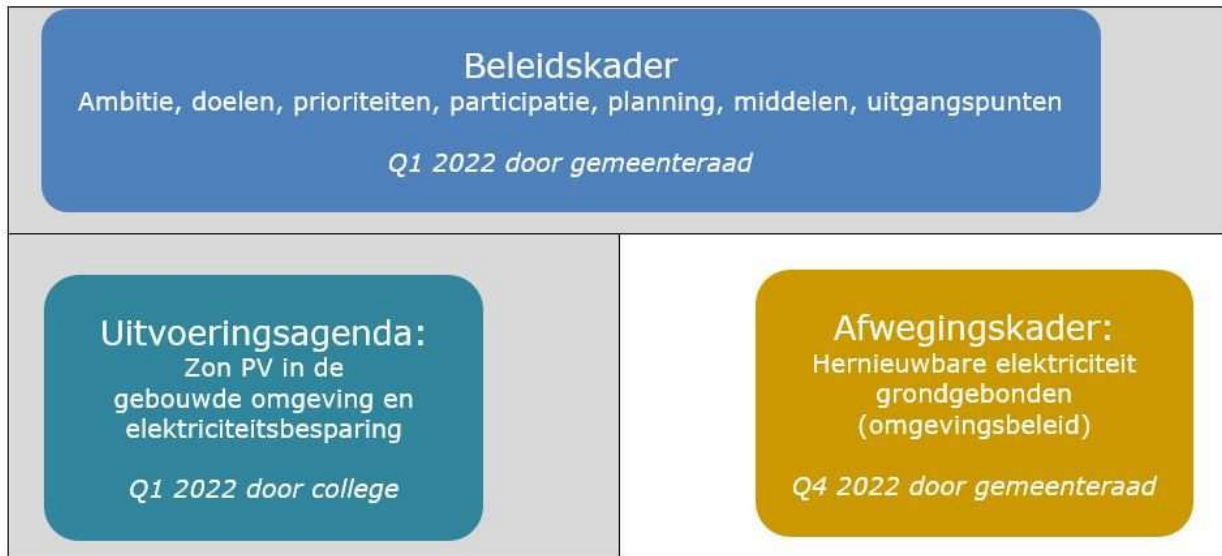 Beleidskader
Ambitie, doelen, prioriteiten, participatie, planning, middelen, uitgangspunten
Q1 2022 door gemeenteraad
Uitvoeringsagenda:
Zon PV in de
gebouwde omgeving en
elektriciteitsbesparing
Q1 2022 door college
Afwegingskader:
Hernieuwbare elektriciteit
grondgebonden
(omgevingsbeleid)
Q4 2022 door gemeenteraad